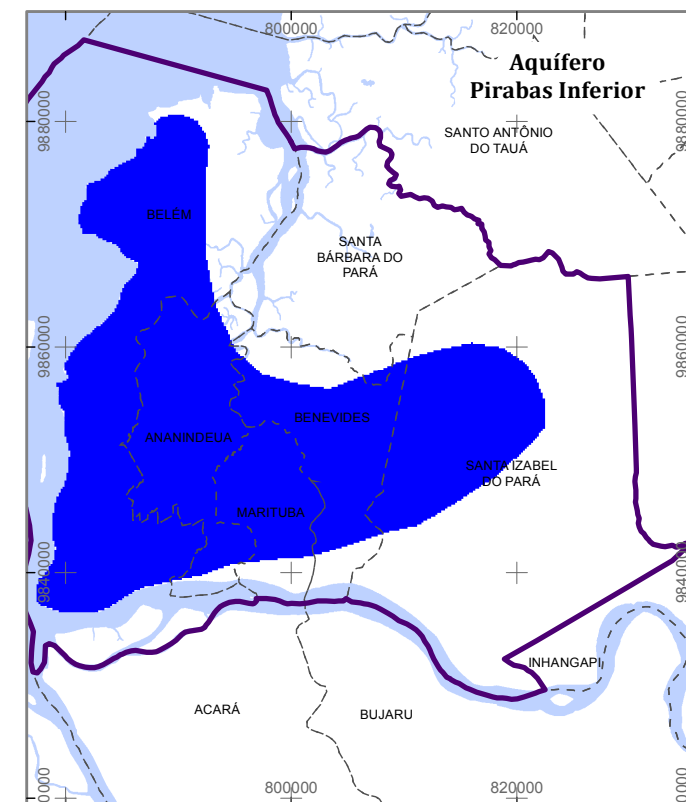 800000
820000
Aquífero
Pirabas Inferior
9880000
9880000
SANTO ANTÔNIO
DO TAUÁ
BELÉM
SANTA
BÁRBARA DO
PARÁ
9860000
9860000
BENEVIDES
ANANINDEUA
SANTA IZABEL
DO PARÁ
MARITUBA
9840000
9840000
INHANGAPI
ACARÁ
BUJARU
800000
820000